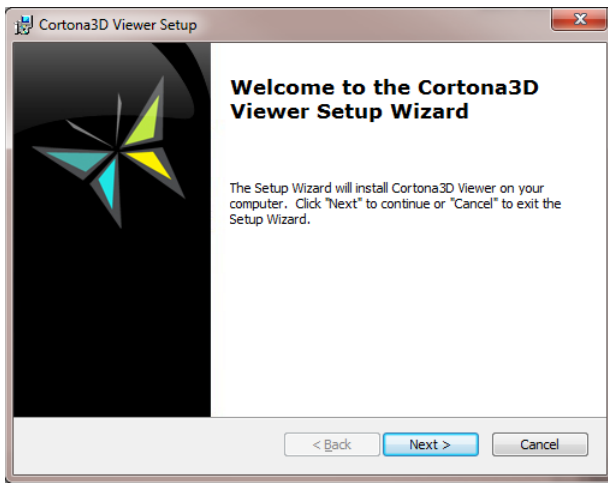 Cortona3D Viewer Setup
Welcome to the Cortona3D
Viewer Setup Wizard
The Setup Wizard will install Cortona3D Viewer on your
computer. Click "Next" to continue or "Cancel" to exit the
Setup Wizard.
< Back
Next >
Cancel